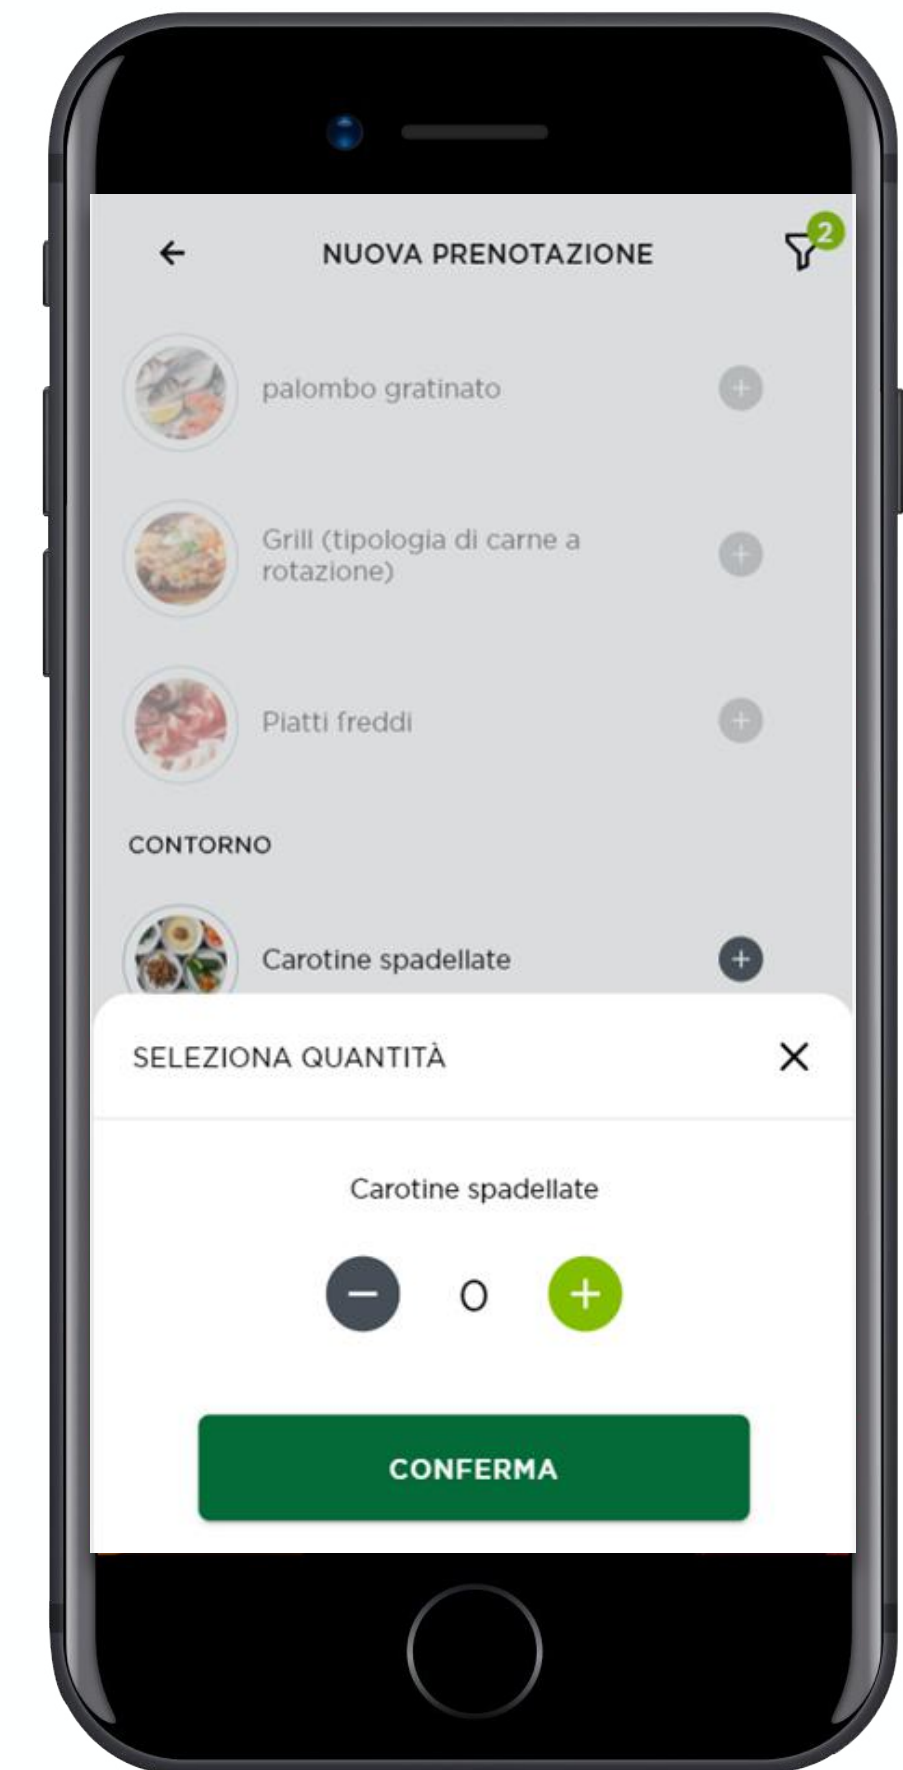 NUOVA PRENOTAZIONE
2
palombo gratinato
Grill (tipologia di carne a
rotazione)
Piatti freddi
CONTORNO
Carotine spadellate
SELEZIONA QUANTITÀ
Carotine spadellate
0
CONFERMA